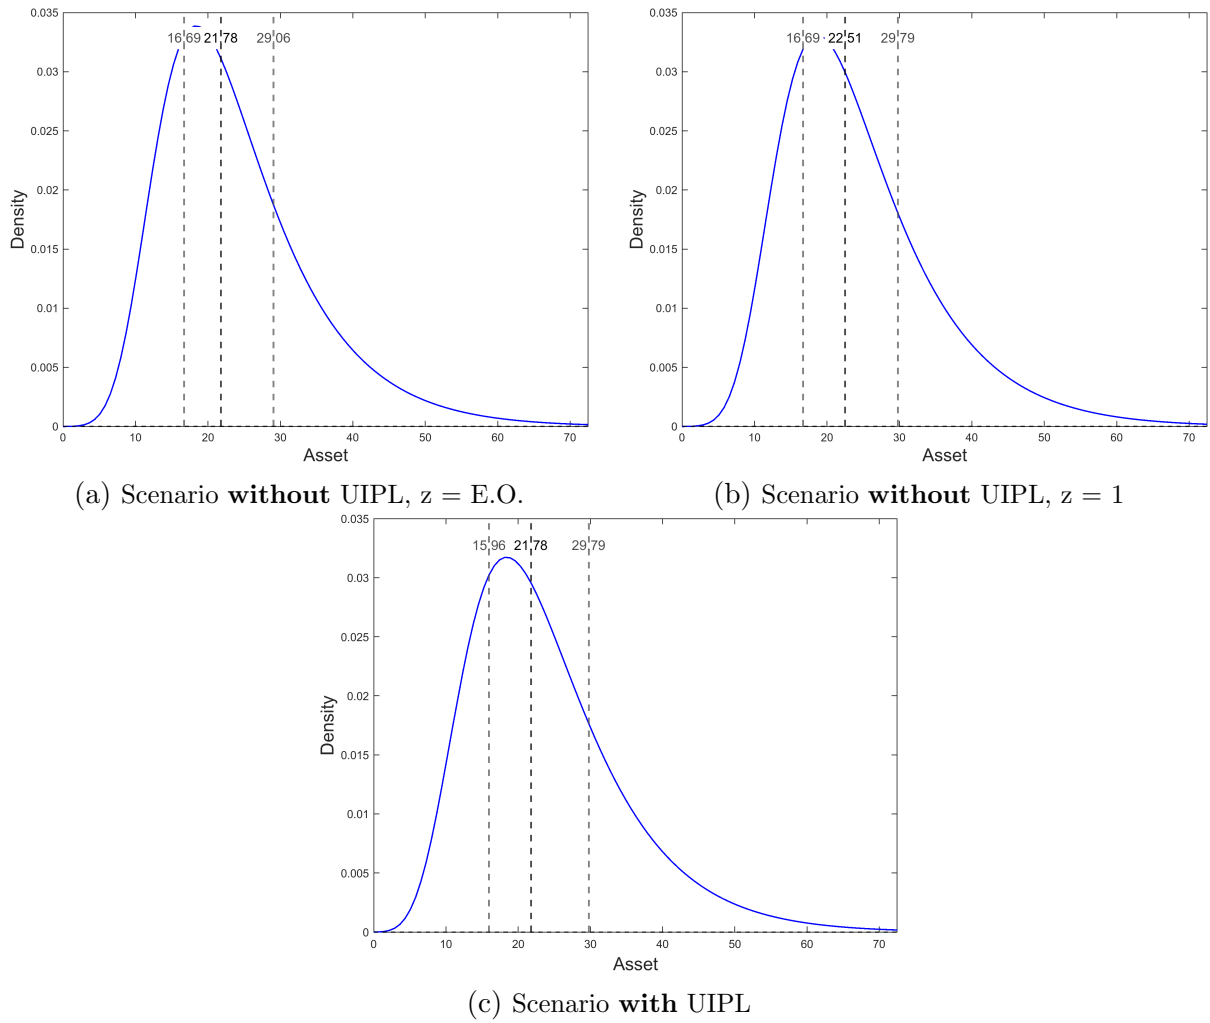 0.035
0.03
0.025
0.02
0.015
0.01
0.005
0
Density
16.69 21.78 29.06
0 10 20 30 40 50 60 70
Asset
(a) Scenario without UIPL, z = E.O.
0.035
0.03
0.025
0.02
0.015
0.01
0.005
0
Density
16.69 22.51 29.79
0 10 20 30 40 50 60 70
Asset
(b) Scenario without UIPL, z = 1
0.035
0.03
0.025
0.02
0.015
0.01
0.005
0
Density
15.96 21.78 29.79
0 10 20 30 40 50 60 70
Asset
(c) Scenario with UIPL